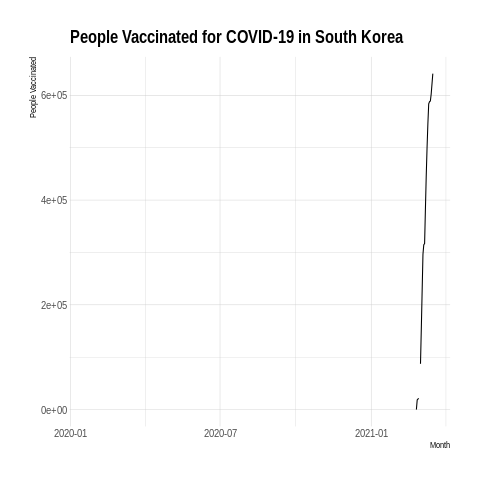 People Vaccinated for COVID-19 in South Korea
People Vaccinated
6e+05
4e+05
2e+05
0e+00
2020-01
2020-07
2021-01
Month